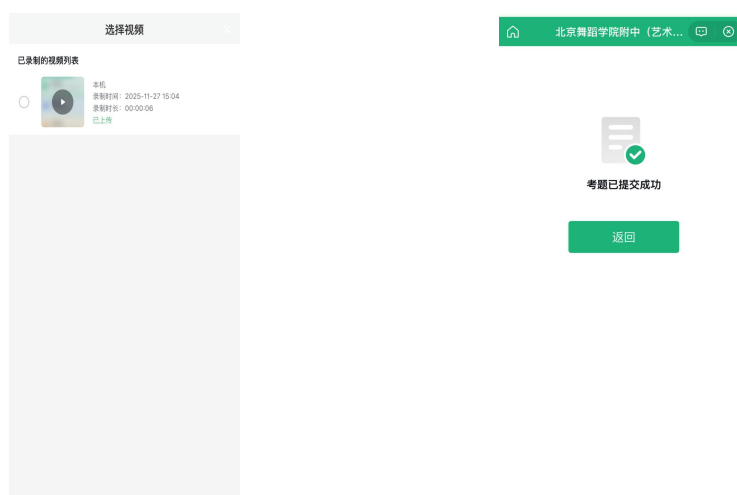 选择视频
已录制的视频列表
本机
录制时间：2025-11-27 15:04
录制时长：00:00:06
已上传
北京舞蹈学院附中（艺术...
考题已提交成功
返回